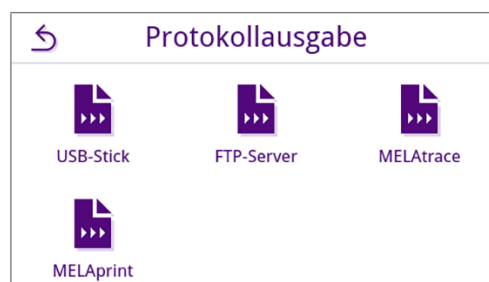 Protokollausgabe
USB-Stick
FTP-Server
MELAtrace
MELAprint